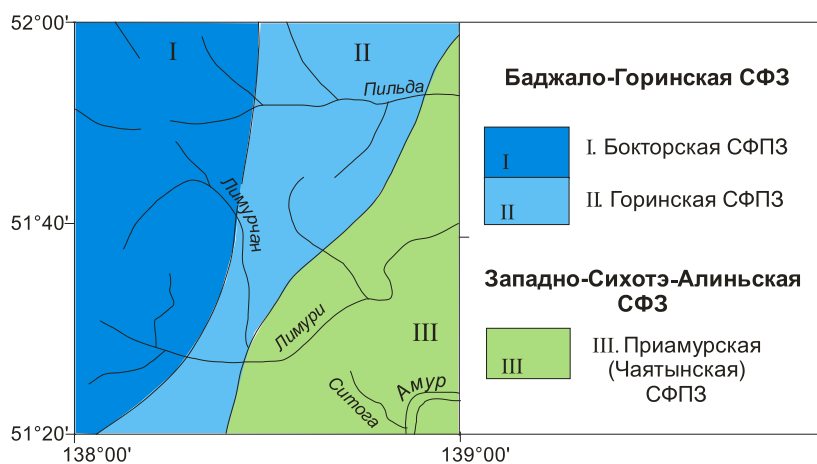 52°00'
I
II
Пильда
51°40'
Лимурчан
Лимури
III
Ситога
Амур
51°20'
138°00'
139°00'
Баджало-Горинская СФЗ
I
I. Бокторская СФПЗ
II
II. Горинская СФПЗ
Западно-Сихотэ-Алиньская
СФЗ
III
III. Приамурская
(Чаятынская)
СФПЗ